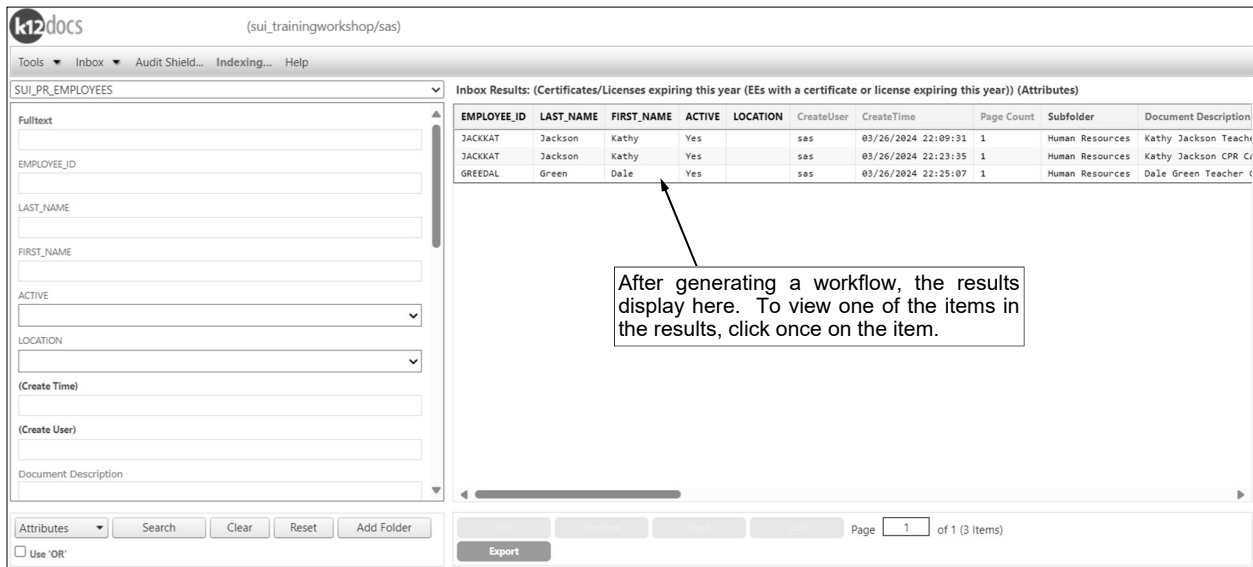 k12docs
(sui_trainingworkshop/sas)
Tools Inbox Audit Shield... Indexing... Help
SUI_PR_EMPLOYEES
Fulltext
EMPLOYEE_ID
LAST_NAME
FIRST_NAME
ACTIVE
LOCATION
(Create Time)
(Create User)
Document Description
Attributes Search Clear Reset Add Folder
Use 'OR'
Inbox Results: (Certificates/Licenses expiring this year (EEs with a certificate or license expiring this year)) (Attributes)
EMPLOYEE_ID LAST_NAME FIRST_NAME ACTIVE LOCATION CreateUser CreateTime Page Count Subfolder Document Description
JACKKAT Jackson Kathy Yes sas 03/26/2024 22:09:31 1 Human Resources Kathy Jackson Teache
JACKKAT Jackson Kathy Yes sas 03/26/2024 22:23:35 1 Human Resources Kathy Jackson CPR Ca
GREEDAL Green Dale Yes sas 03/26/2024 22:25:07 1 Human Resources Dale Green Teacher
After generating a workflow, the results
display here. To view one of the items in
the results, click once on the item.
Page 1 of 1 (3 Items)
Export